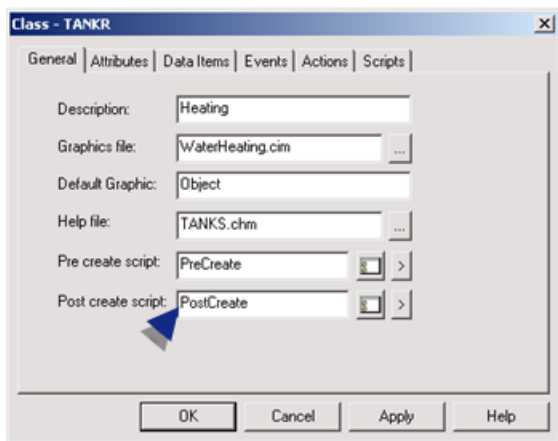 Class - TANKR
General Attributes Data Items Events Actions Scripts
Description: Heating
Graphics file: WaterHeating.cim ...
Default Graphic: Object
Help file: TANKS.chm ...
Pre create script: PreCreate >
Post create script: PostCreate >
OK Cancel Apply Help